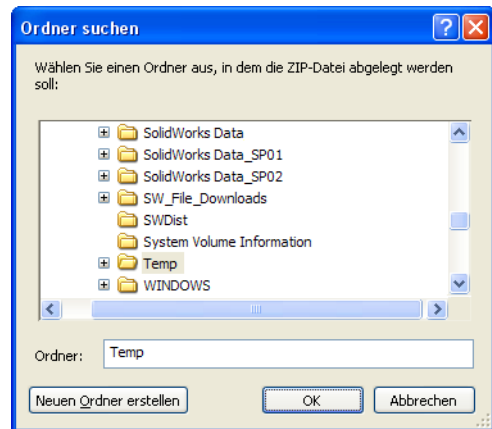 Ordner suchen
Wählen Sie einen Ordner aus, in dem die ZIP-Datei abgelegt werden
soll:
SolidWorks Data
SolidWorks Data_SP01
SolidWorks Data_SP02
SW_File_Downloads
SWDist
System Volume Information
Temp
WINDOWS
Ordner: Temp
Neuen Ordner erstellen OK Abbrechen